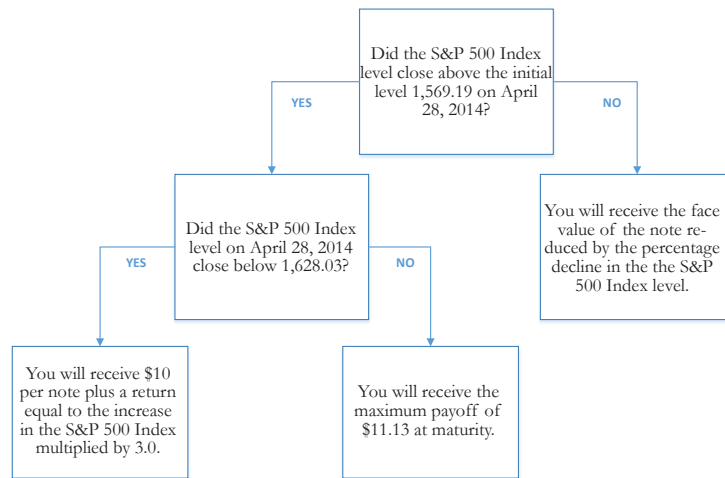 Did the S&P 500 Index
level close above the initial
level 1,569.19 on April
28, 2014?
YES
NO
Did the S&P 500 Index
level on April 28, 2014
close below 1,628.03?
You will receive the face
value of the note re-
duced by the percentage
decline in the the S&P
500 Index level.
YES
NO
You will receive $10
per note plus a return
equal to the increase
in the S&P 500 Index
multiplied by 3.0.
You will receive the
maximum payoff of
$11.13 at maturity.